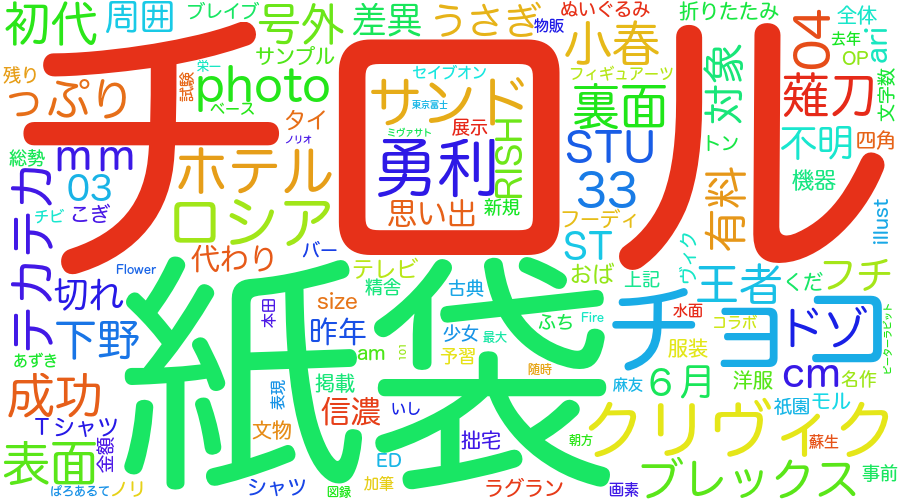 初代
周囲
ブレイブ
号外
差異
うさぎ
物販
ぬいぐるみ
折りたたみ
全体
去年
04
ari
サンプル
小春
OP
残り
っぷり
試験
栄一
photo
ベース
チロル
セイブオン
サンド
東京富士
フィギュアーツ
裏面
対象
薙刀
文字数
タイ
ノリオ
ミヴァサト
展示
勇利
RISH
STU
トン
不明
四角
総勢
mm
ホテル
03
テカテカ
チビ
こぎ
ロシア
思い出
新規
33
フーディ
有料
機器
illust
代わり
バー
ST
ヴィク
Flower
テレビ
おば
上記
王者
くだ
フチ
切れ
紙袋
size
精舎
古典
チョコ
水面
ドゾ
ピーターラビット
本田
昨年
少女
ふち
Fire
コラボ
下野
あずき
am
101
予習
最大
服装
cm
名作
成功
表現
掲載
随時
麻友
6月
洋服
祇園
モル
Tシャツ
信濃
いし
クリヴィク
金額
文物
拙宅
朝方
蘇生
表面
ED
ブレックス
事前
ぱろあるて
ノリ
シャツ
図録
加筆
ラグラン
画素